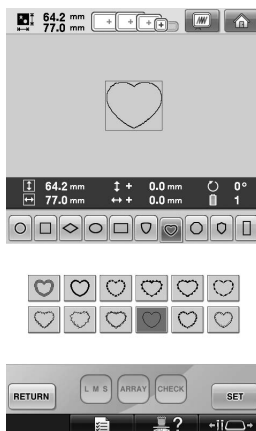 64.2 mm
77.0 mm
64.2 mm + 0.0 mm 0°
77.0 mm + 0.0 mm 1
L M S ARRAY CHECK
RETURN SET
?